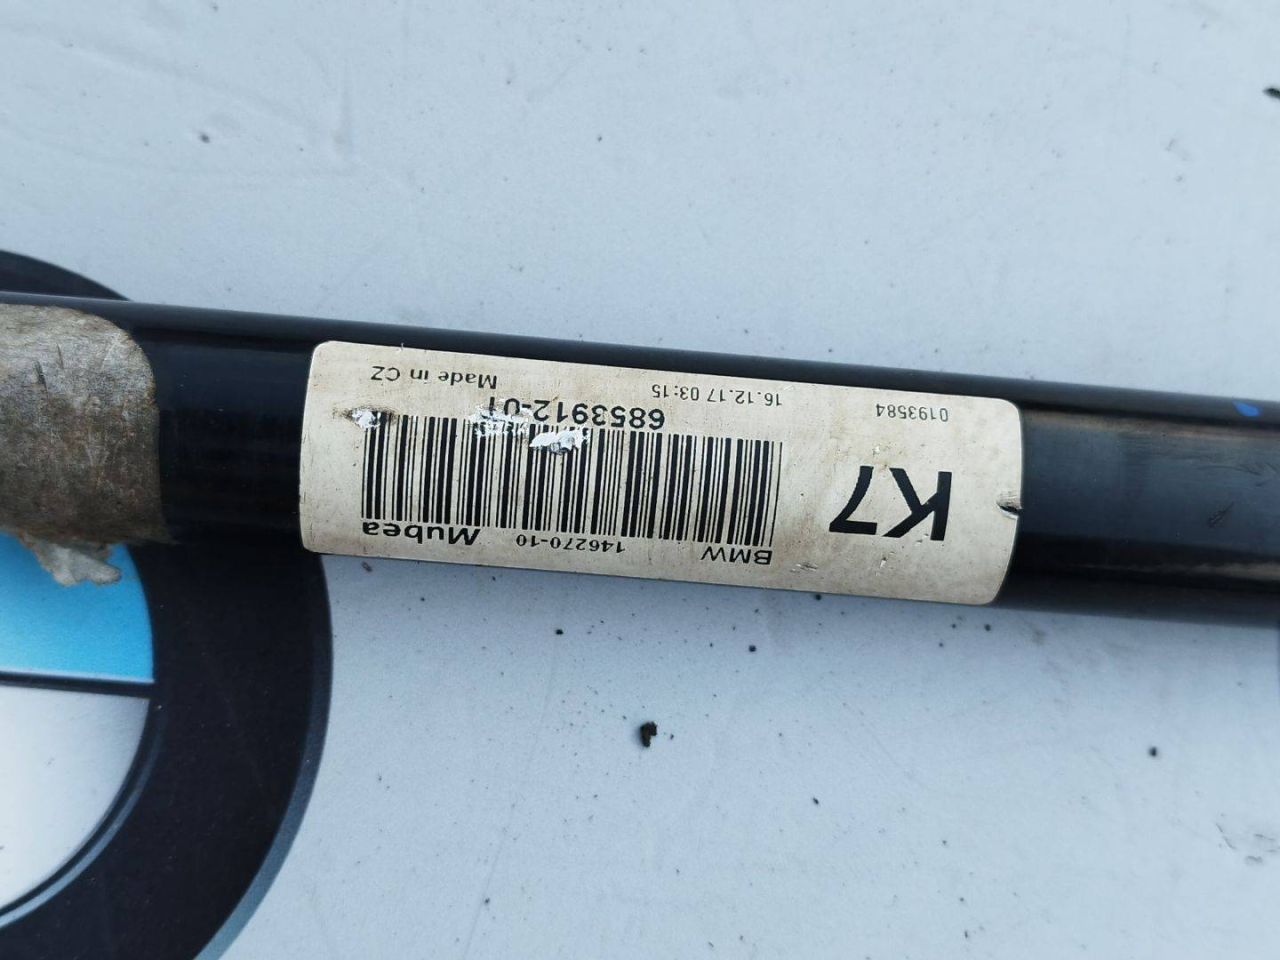 BMW 146270-10 Mubea
K7
6853912-01
0193584 16.12.17 03:15 Made in CZ